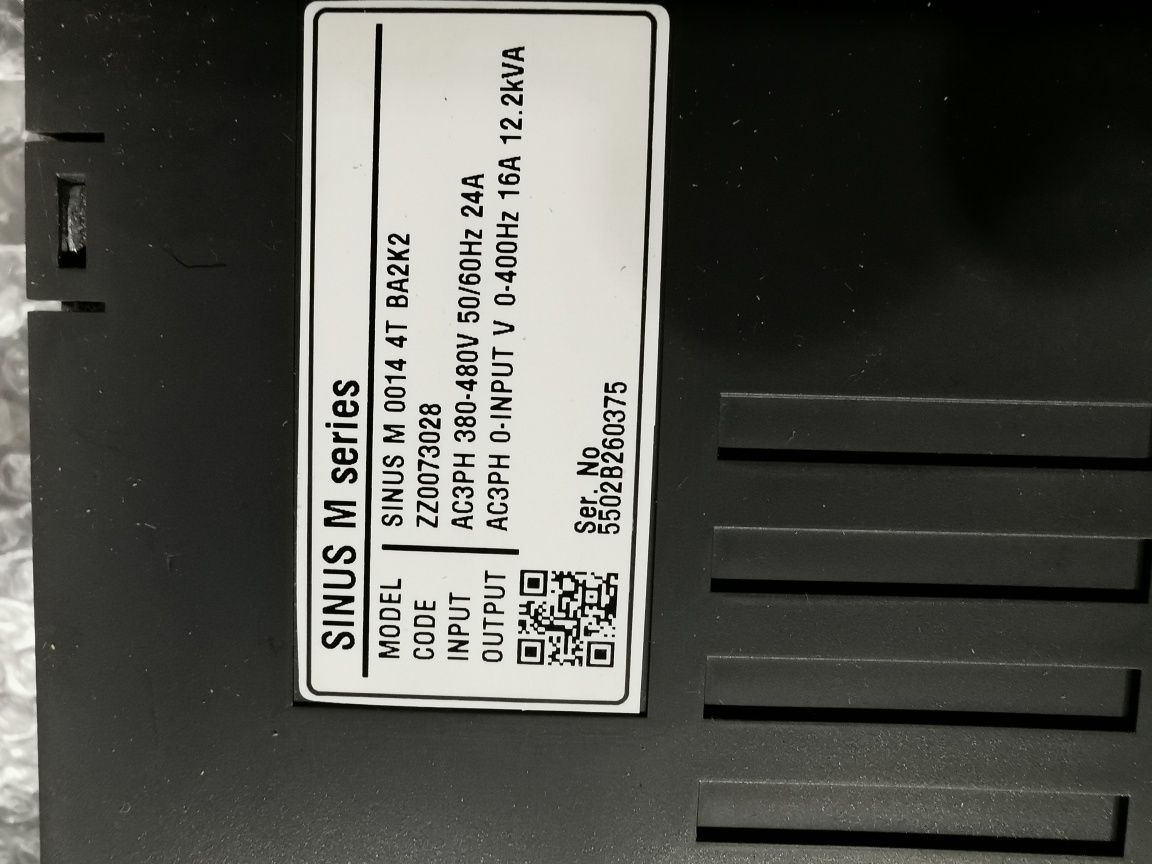 SINUS M series
MODEL SINUS M 0014 4T BA2K2
CODE ZZ0073028
INPUT AC3PH 380-480V 50/60Hz 24A
OUTPUT AC3PH 0-INPUT V 0-400Hz 16A 12.2kVA
Ser. No
5502B260375